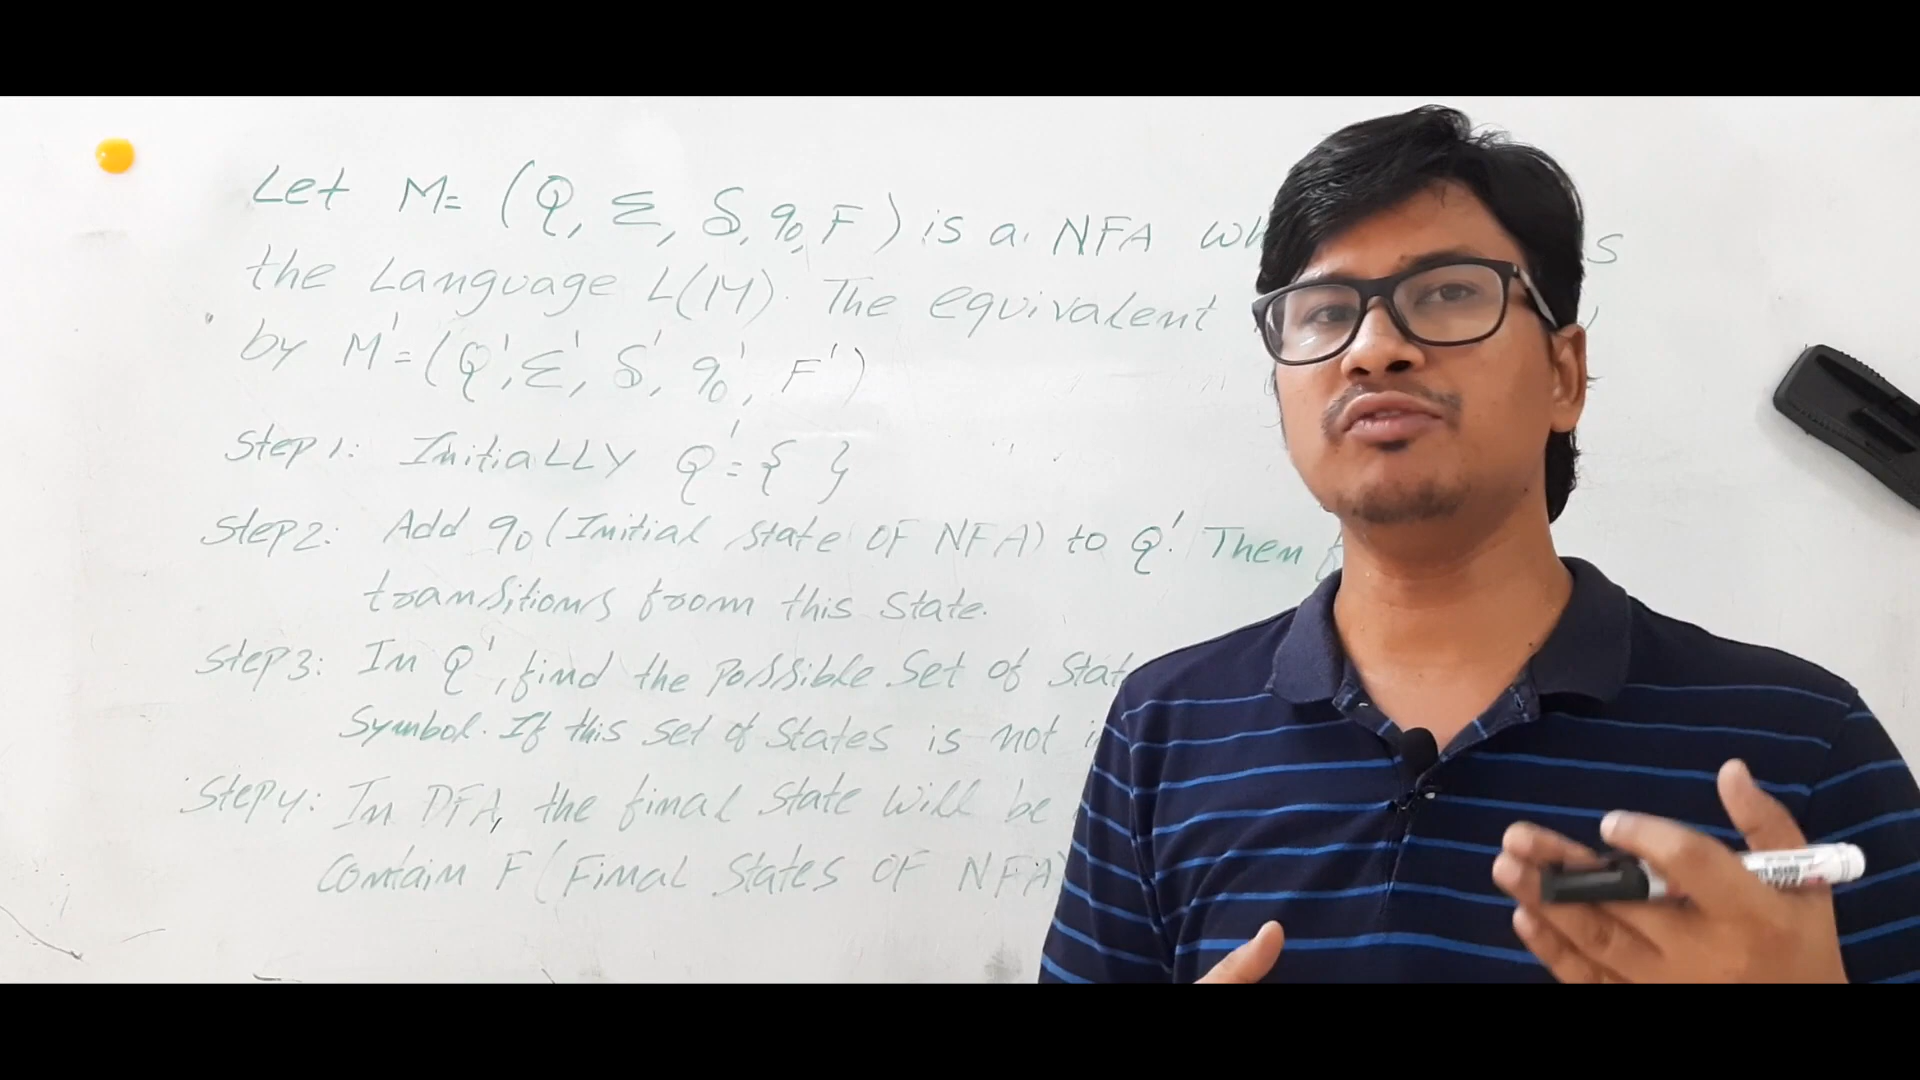 Let M= (Q, Σ, δ, q0, F) is a NFA wh s
the Language L(M). The equivalent
by M'=(Q', Σ', δ', q0', F')
Step 1: InitiaLLY Q'={ }
Step 2: Add q0 (Initial state OF NFA) to Q'. Then f
transitions from this state.
Step 3: In Q', find the possible set of stat
symbol. If this set of states is not i
Step 4: In DFA, the final state will be
contain F (Final states OF NFA)